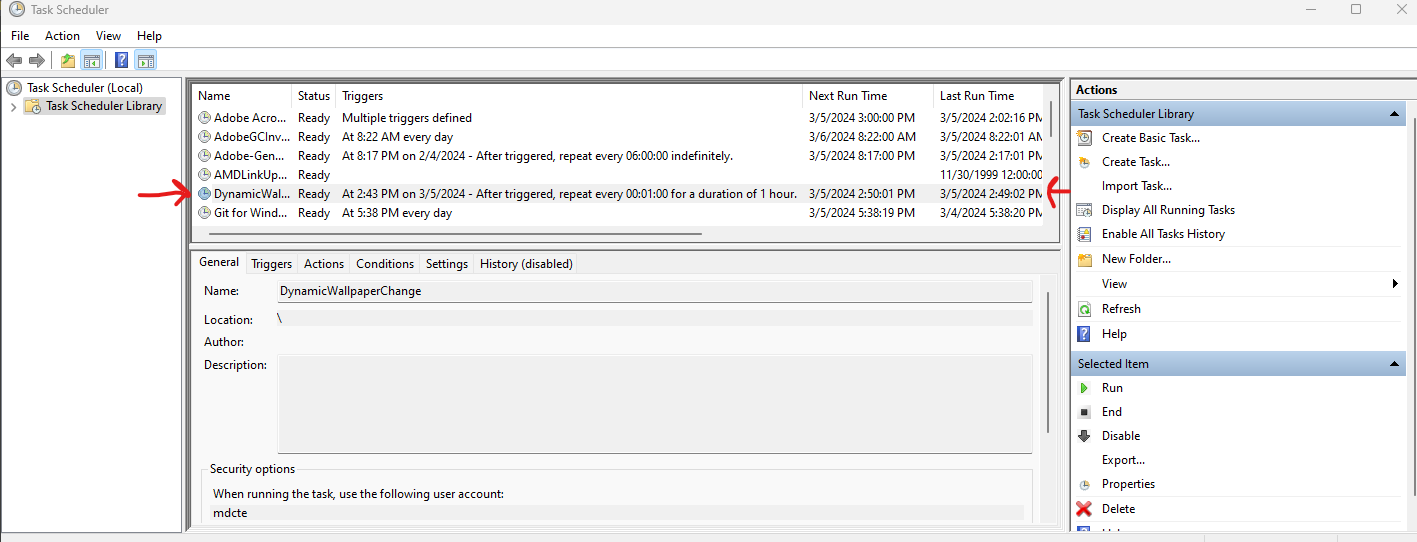 Task Scheduler
File Action View Help
Task Scheduler (Local)
Task Scheduler Library
Name Status Triggers Next Run Time Last Run Time
Adobe Acro... Ready Multiple triggers defined 3/5/2024 3:00:00 PM 3/5/2024 2:02:16 PM
AdobeGCInv... Ready At 8:22 AM every day 3/6/2024 8:22:00 AM 3/5/2024 8:22:01 AM
Adobe-Gen... Ready At 8:17 PM on 2/4/2024 - After triggered, repeat every 06:00:00 indefinitely. 3/5/2024 8:17:00 PM 3/5/2024 2:17:01 PM
AMDLinkUp... Ready 11/30/1999 12:00:00
DynamicWal... Ready At 2:43 PM on 3/5/2024 - After triggered, repeat every 00:01:00 for a duration of 1 hour. 3/5/2024 2:50:01 PM 3/5/2024 2:49:02 PM
Git for Wind... Ready At 5:38 PM every day 3/5/2024 5:38:19 PM 3/4/2024 5:38:20 PM
General Triggers Actions Conditions Settings History (disabled)
Name: DynamicWallpaperChange
Location: \
Author:
Description:
Security options
When running the task, use the following user account:
mdcte
Actions
Task Scheduler Library
Create Basic Task...
Create Task...
Import Task...
Display All Running Tasks
Enable All Tasks History
New Folder...
View
Refresh
Help
Selected Item
Run
End
Disable
Export...
Properties
Delete